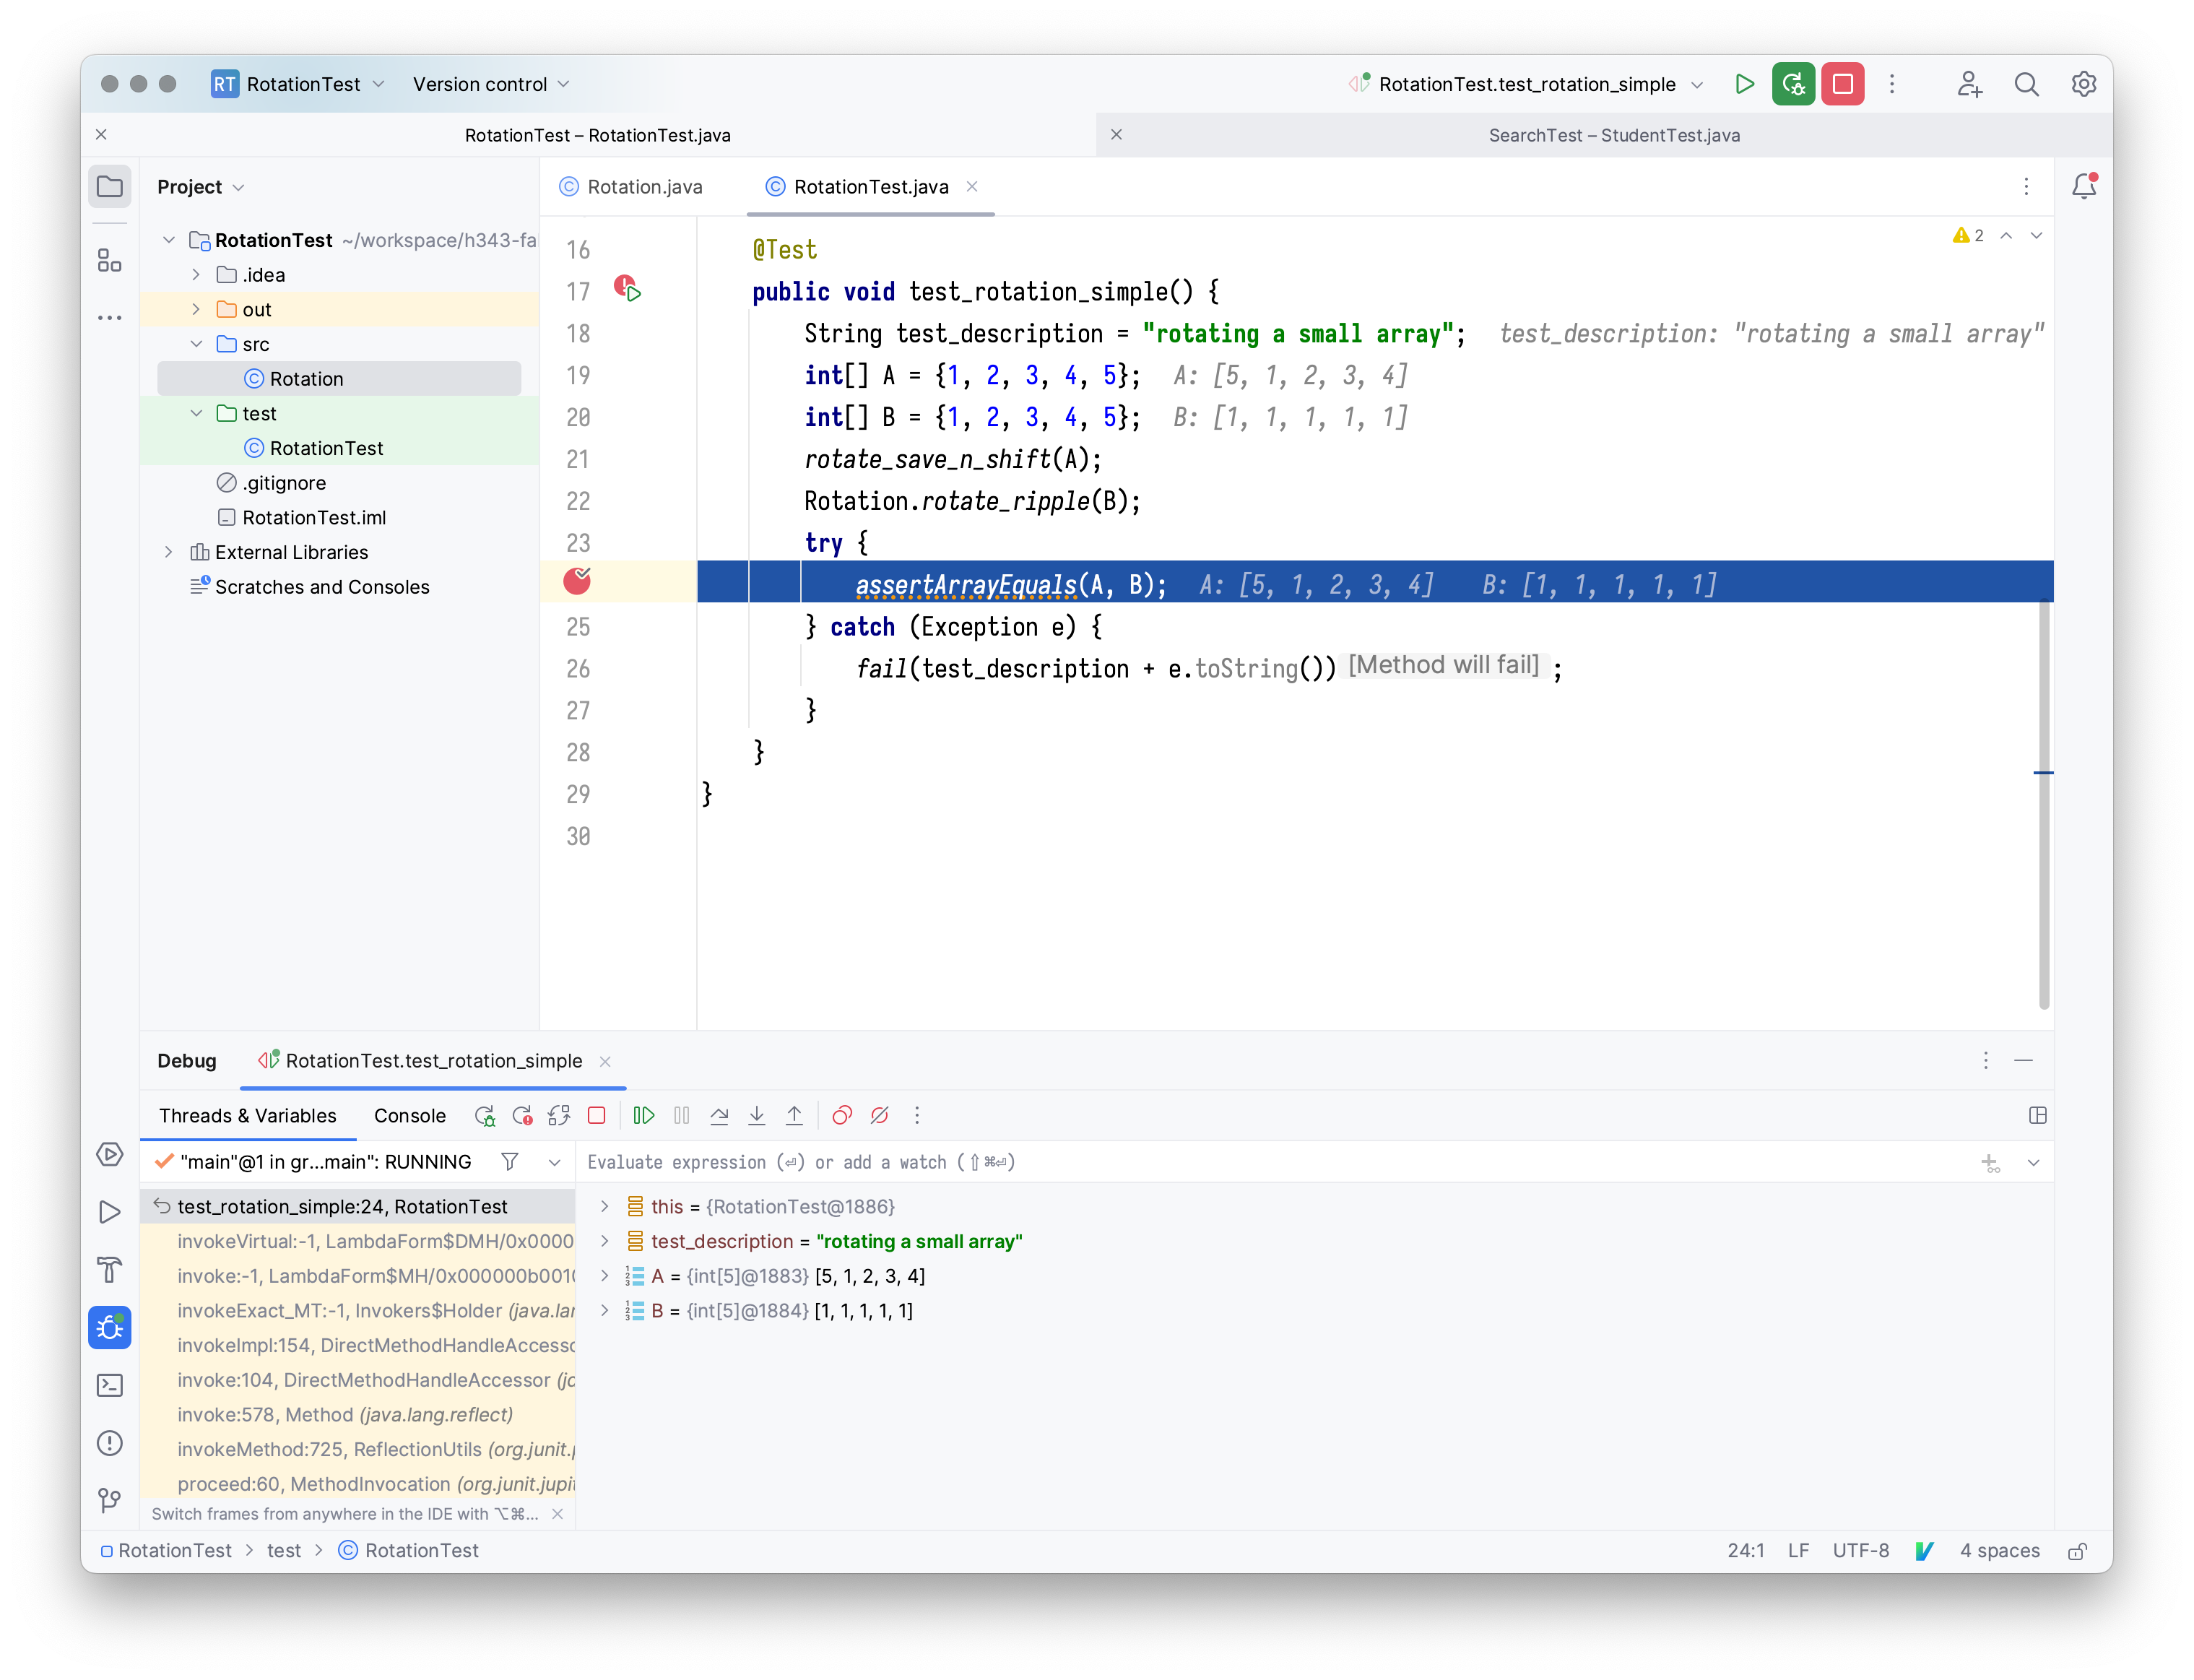 RT RotationTest Version control RotationTest.test_rotation_simple
RotationTest – RotationTest.java SearchTest – StudentTest.java
Project
RotationTest ~/workspace/h343-fa
.idea
out
src
Rotation
test
RotationTest
.gitignore
RotationTest.iml
External Libraries
Scratches and Consoles
Rotation.java RotationTest.java
2
16 @Test
17 public void test_rotation_simple() {
18 String test_description = "rotating a small array"; test_description: "rotating a small array"
19 int[] A = {1, 2, 3, 4, 5}; A: [5, 1, 2, 3, 4]
20 int[] B = {1, 2, 3, 4, 5}; B: [1, 1, 1, 1, 1]
21 rotate_save_n_shift(A);
22 Rotation.rotate_ripple(B);
23 try {
assertArrayEquals(A, B); A: [5, 1, 2, 3, 4] B: [1, 1, 1, 1, 1]
25 } catch (Exception e) {
26 fail(test_description + e.toString()) [Method will fail] ;
27 }
28 }
29 }
30
Debug RotationTest.test_rotation_simple
Threads & Variables Console
"main"@1 in gr...main": RUNNING
test_rotation_simple:24, RotationTest
invokeVirtual:-1, LambdaForm$DMH/0x0000
invoke:-1, LambdaForm$MH/0x000000b001
invokeExact_MT:-1, Invokers$Holder (java.lan
invokeImpl:154, DirectMethodHandleAccesso
invoke:104, DirectMethodHandleAccessor (
invoke:578, Method (java.lang.reflect)
invokeMethod:725, ReflectionUtils (org.junit.
proceed:60, MethodInvocation (org.junit.jupit
Switch frames from anywhere in the IDE with ⌥⌘...
Evaluate expression (⏎) or add a watch (⇧⌘⏎)
this = {RotationTest@1886}
test_description = "rotating a small array"
A = {int[5]@1883} [5, 1, 2, 3, 4]
B = {int[5]@1884} [1, 1, 1, 1, 1]
RotationTest > test > RotationTest
24:1 LF UTF-8 4 spaces